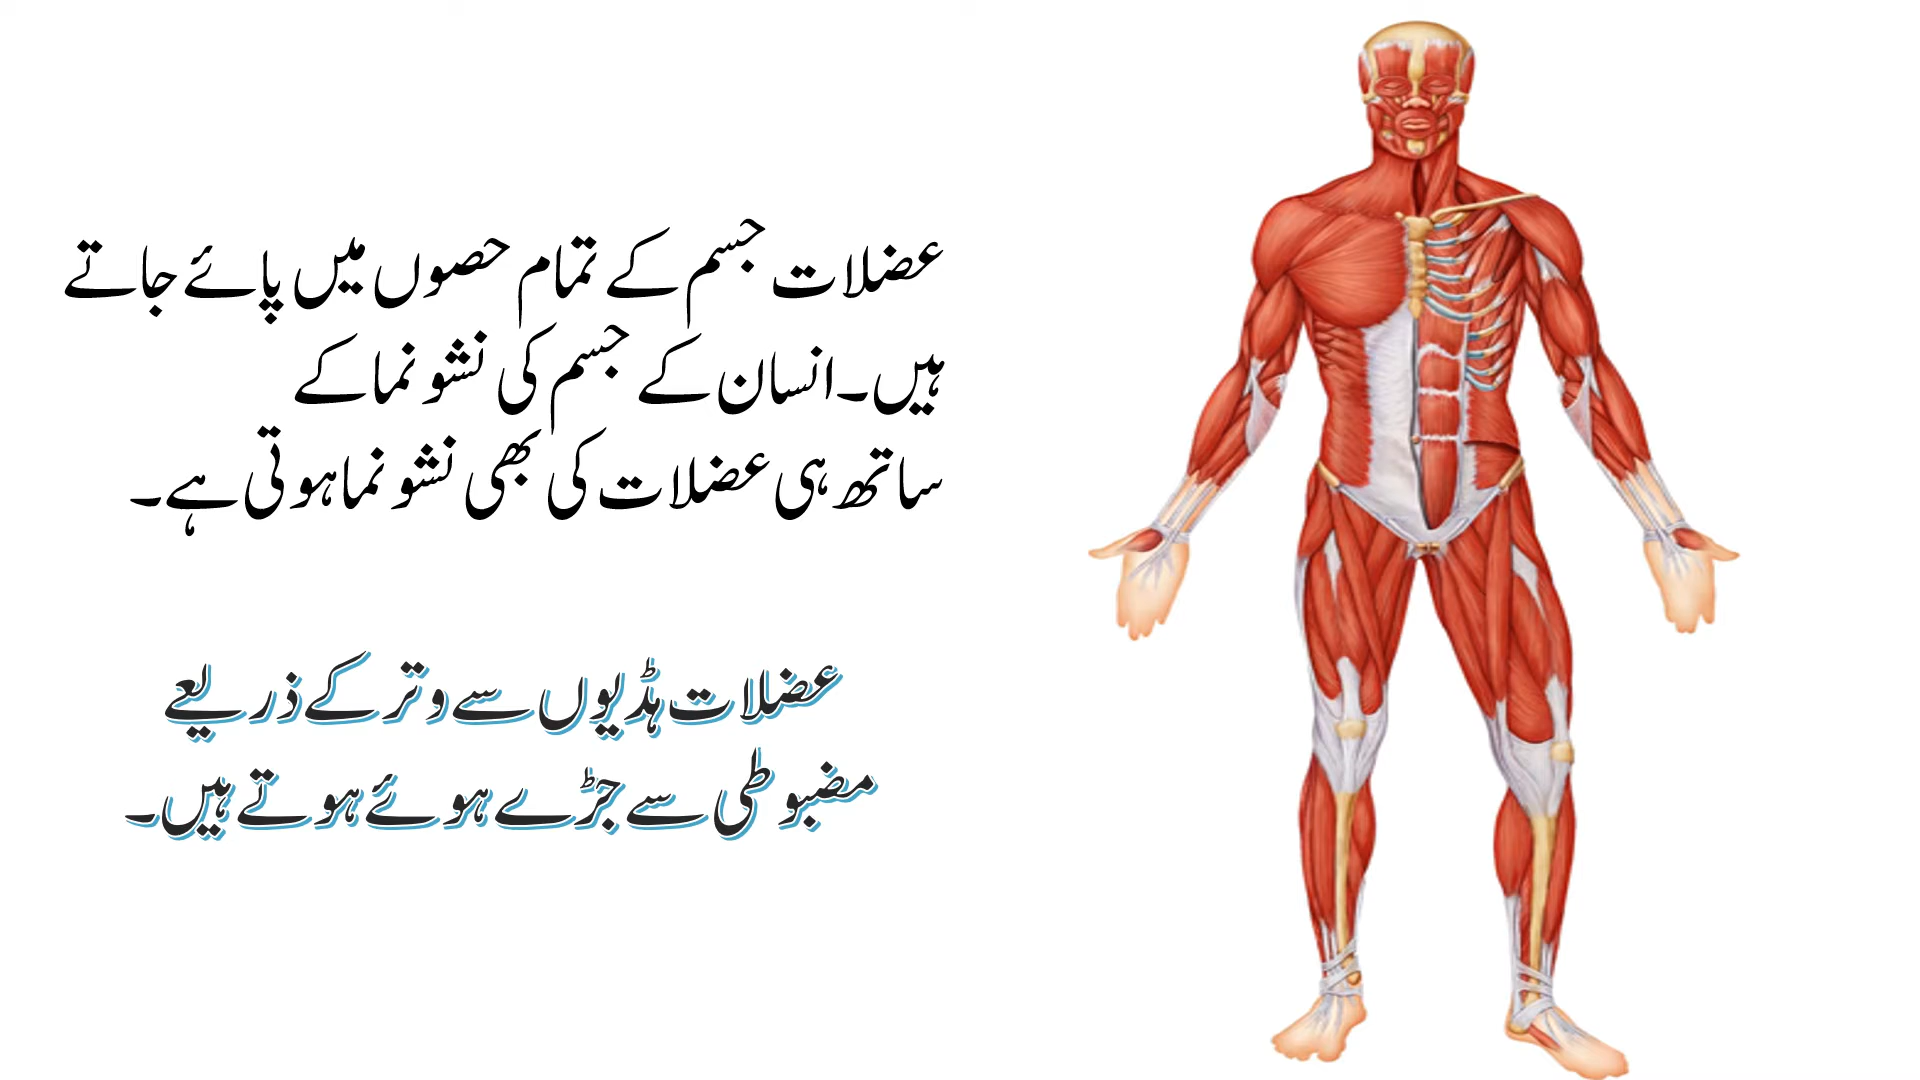 عضلات جسم کے تمام حصوں میں پائے جاتے
ہیں۔ انسان کے جسم کی نشو نما کے
ساتھ ہی عضلات کی بھی نشو نما ہوتی ہے۔
عضلات ہڈیوں سے وتر کے ذریعے
مضبوطی سے جڑے ہوئے ہوتے ہیں۔